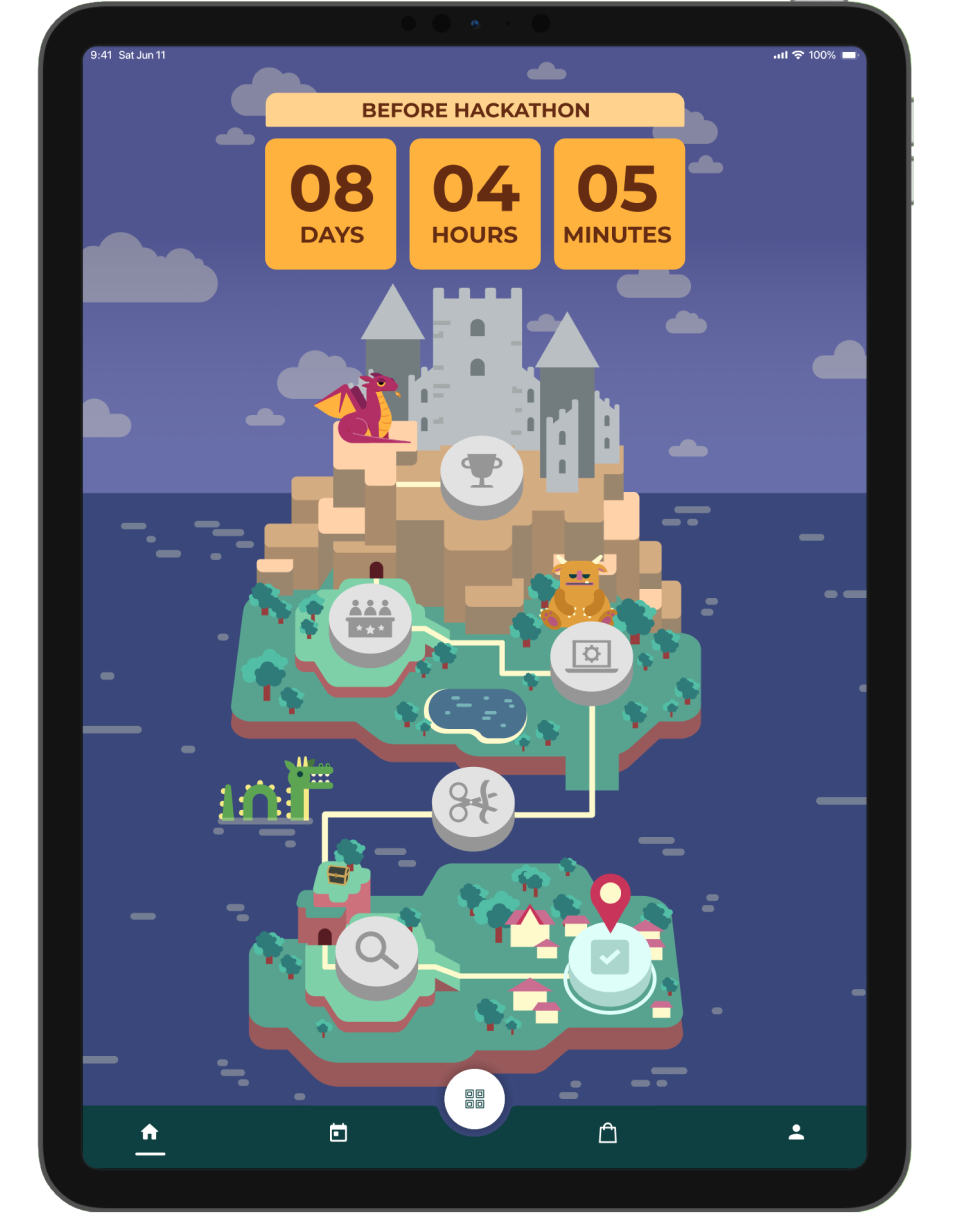 9:41 Sat Jun 11
100%
BEFORE HACKATHON
08 04 05
DAYS HOURS MINUTES